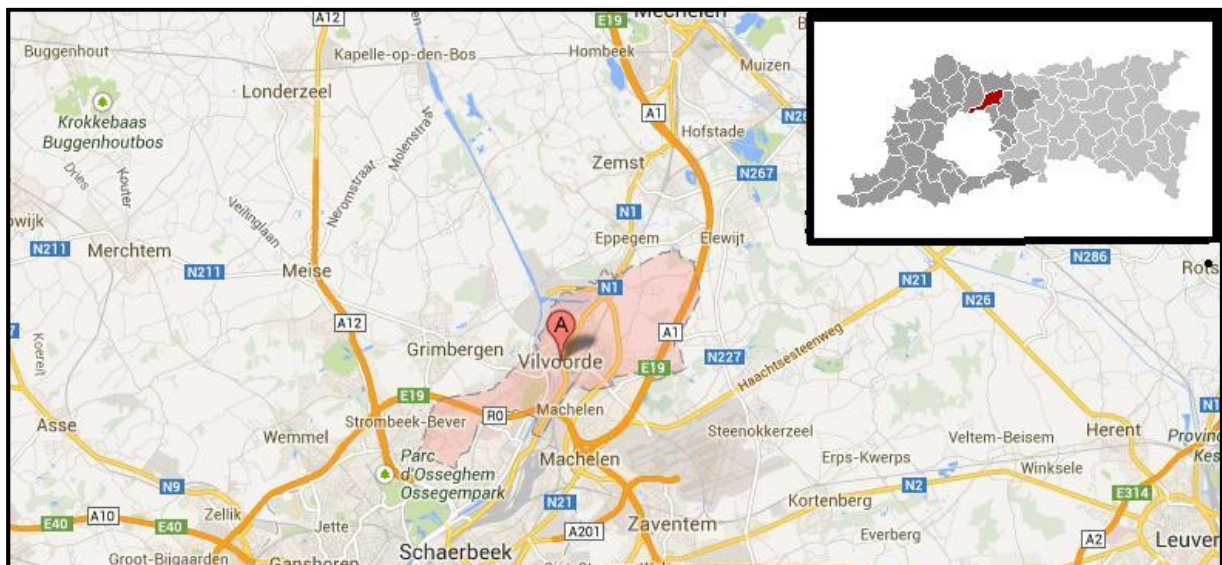 A12
E19
Mechelen
Buggenhout
Kapelle-op-den-Bos
Hombeek
Muizen
Londerzeel
A1
Krokkebaas
Buggenhoutbos
Molenstraat
Hofstade
Zemst
N267
Dries
Kouter
Neromstraat
Veilinglaan
N1
Eppegem
Elewijt
N211
Merchtem
N211
Meise
N286
N21
N26
N1
A12
A
A1
Koereit
Grimbergen
Vilvoorde
N227
E19
Haachtsesteenweg
E19
R0
Machelen
Asse
Strombeek-Bever
Wemmel
Steenokkerzeel
Veltem-Beisem
Herent
Parc
d'Osseghem
Ossegempark
Machelen
Erps-Kwerps
Winksele
N9
N2
E314
N21
Kortenberg
E40
A10
E40
Zellik
Jette
A201
Zaventem
Everberg
A2
Groot-Bijgaarden
Ganshoren
Schaerbeek